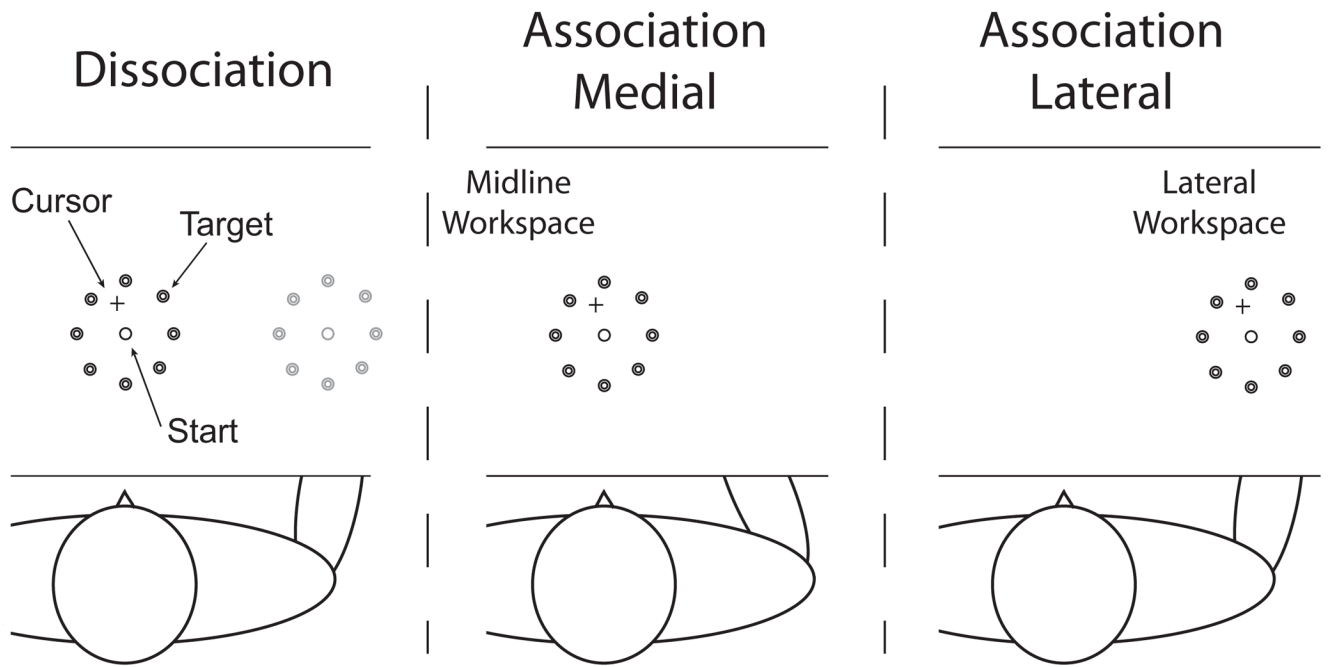 Dissociation
Association
Medial
Association
Lateral
Cursor
Target
Start
Midline
Workspace
Lateral
Workspace